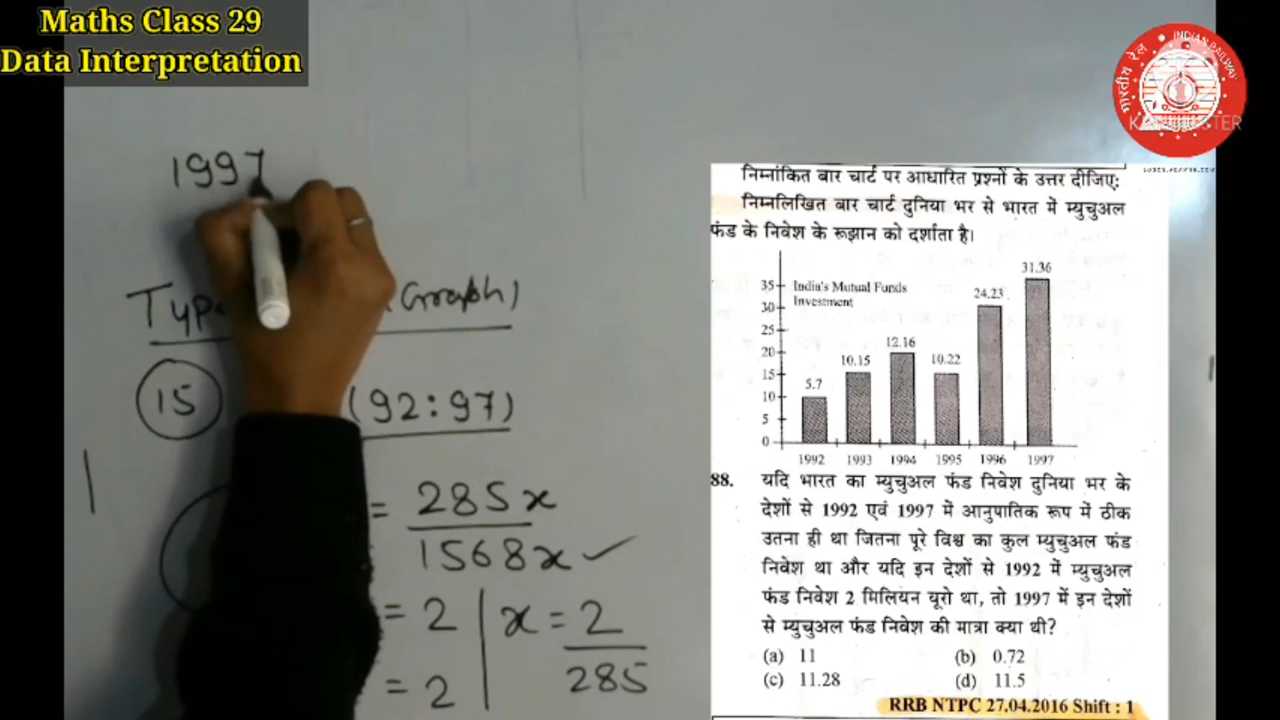 Maths Class 29
Data Interpretation
भारतीय रेल INDIAN RAILWAY
1997
Graph)
15 (92:97)
= 285x
1568x ✓
= 2 | x = 2
= 2 285
निम्नांकित बार चार्ट पर आधारित प्रश्नों के उत्तर दीजिए:
निम्नलिखित बार चार्ट दुनिया भर से भारत में म्युचुअल
फंड के निवेश के रूझान को दर्शाता है।
India's Mutual Funds
Investment
35
30
25
20
15
10
5
0
5.7 10.15 12.16 10.22 24.23 31.36
1992 1993 1994 1995 1996 1997
88. यदि भारत का म्युचुअल फंड निवेश दुनिया भर के
देशों से 1992 एवं 1997 में आनुपातिक रूप में ठीक
उतना ही था जितना पूरे विश्व का कुल म्युचुअल फंड
निवेश था और यदि इन देशों से 1992 में म्युचुअल
फंड निवेश 2 मिलियन यूरो था, तो 1997 में इन देशों
से म्युचुअल फंड निवेश की मात्रा क्या थी?
(a) 11 (b) 0.72
(c) 11.28 (d) 11.5
RRB NTPC 27.04.2016 Shift : 1